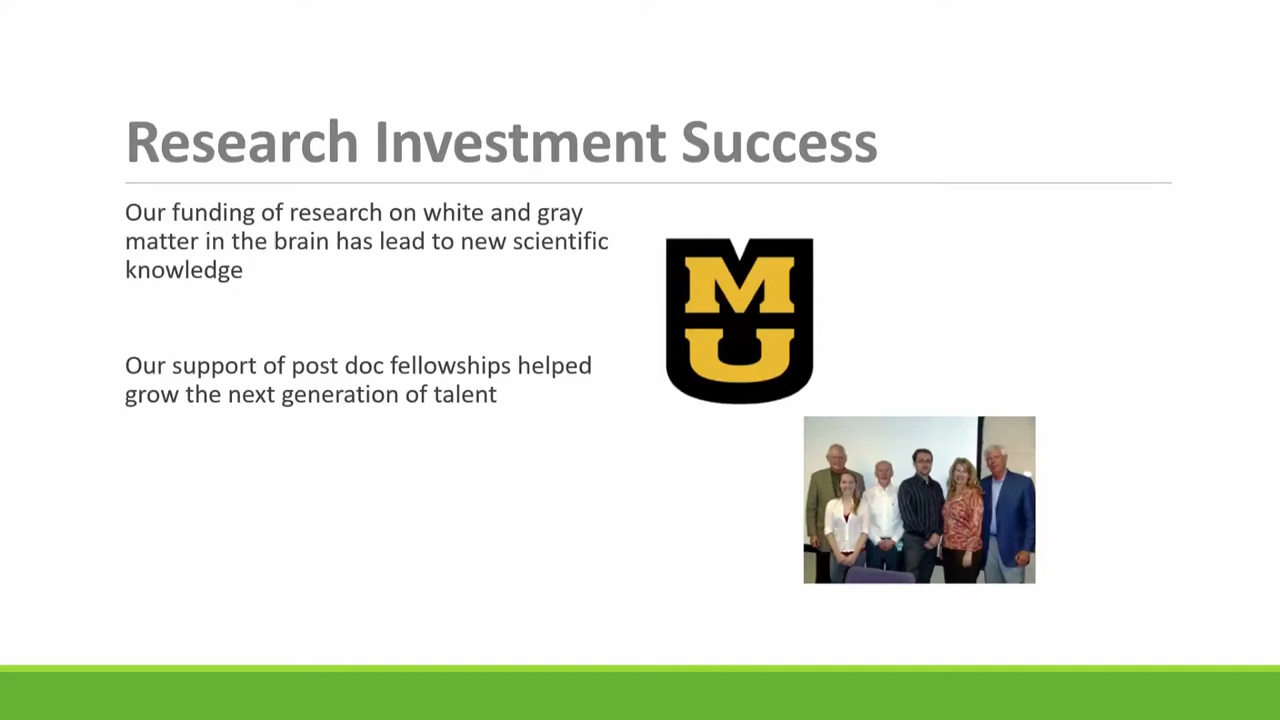 Research Investment Success
Our funding of research on white and gray
matter in the brain has lead to new scientific
knowledge
Our support of post doc fellowships helped
grow the next generation of talent
MU